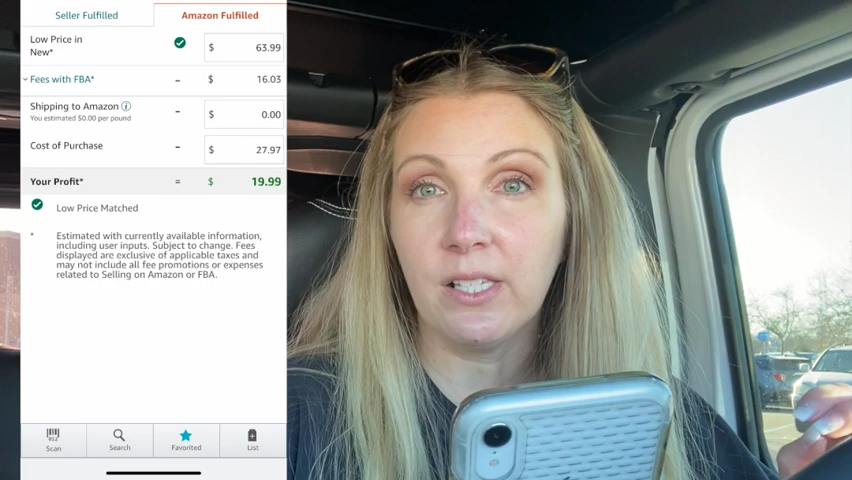 Seller Fulfilled
Amazon Fulfilled
Low Price in
New*
$ 63.99
Fees with FBA* - $ 16.03
Shipping to Amazon
You estimated $0.00 per pound
- $ 0.00
Cost of Purchase - $ 27.97
Your Profit* = $ 19.99
Low Price Matched
* Estimated with currently available information,
including user inputs. Subject to change. Fees
displayed are exclusive of applicable taxes and
may not include all fee promotions or expenses
related to Selling on Amazon or FBA.
Scan
Search
Favorited
List